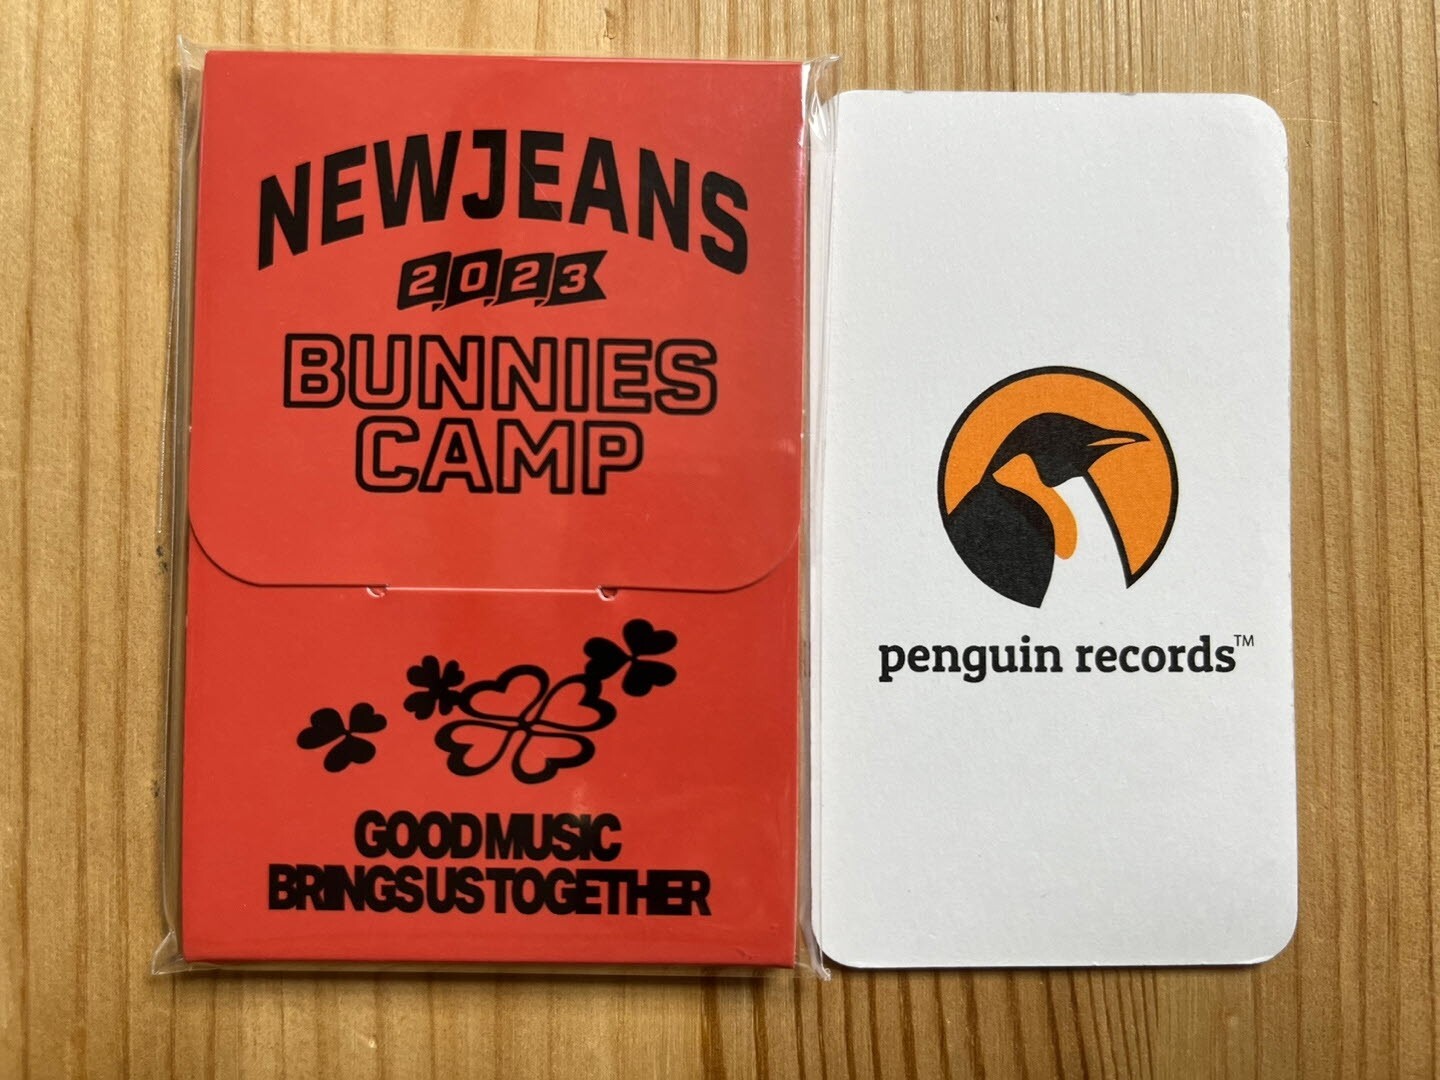 NEWJEANS
2023
BUNNIES
CAMP
GOOD MUSIC
BRINGS US TOGETHER
penguin records™